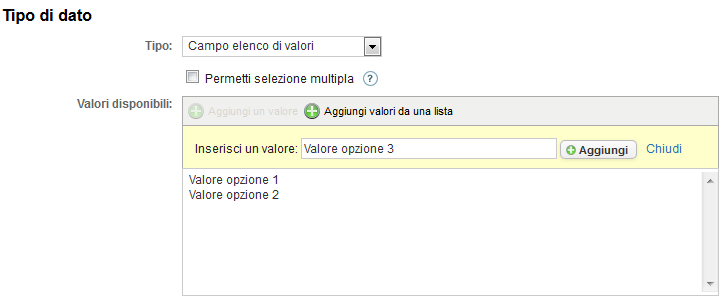 Tipo di dato
Tipo: Campo elenco di valori
Permetti selezione multipla ?
Valori disponibili: Aggiungi un valore Aggiungi valori da una lista
Inserisci un valore: Valore opzione 3 Aggiungi Chiudi
Valore opzione 1
Valore opzione 2